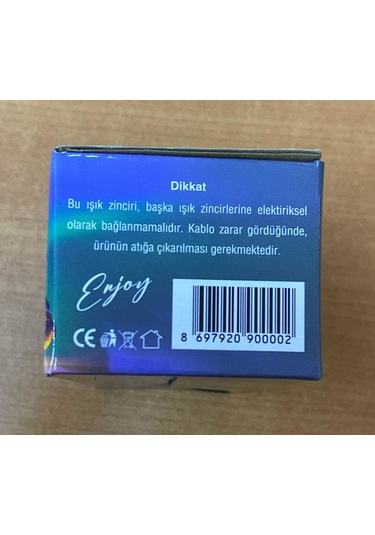 Dikkat
Bu ışık zinciri, başka ışık zincirlerine elektiriksel
olarak bağlanmamalıdır. Kablo zarar gördüğünde,
ürünün atığa çıkarılması gerekmektedir.
Enjoy
CE
8 697920 900002